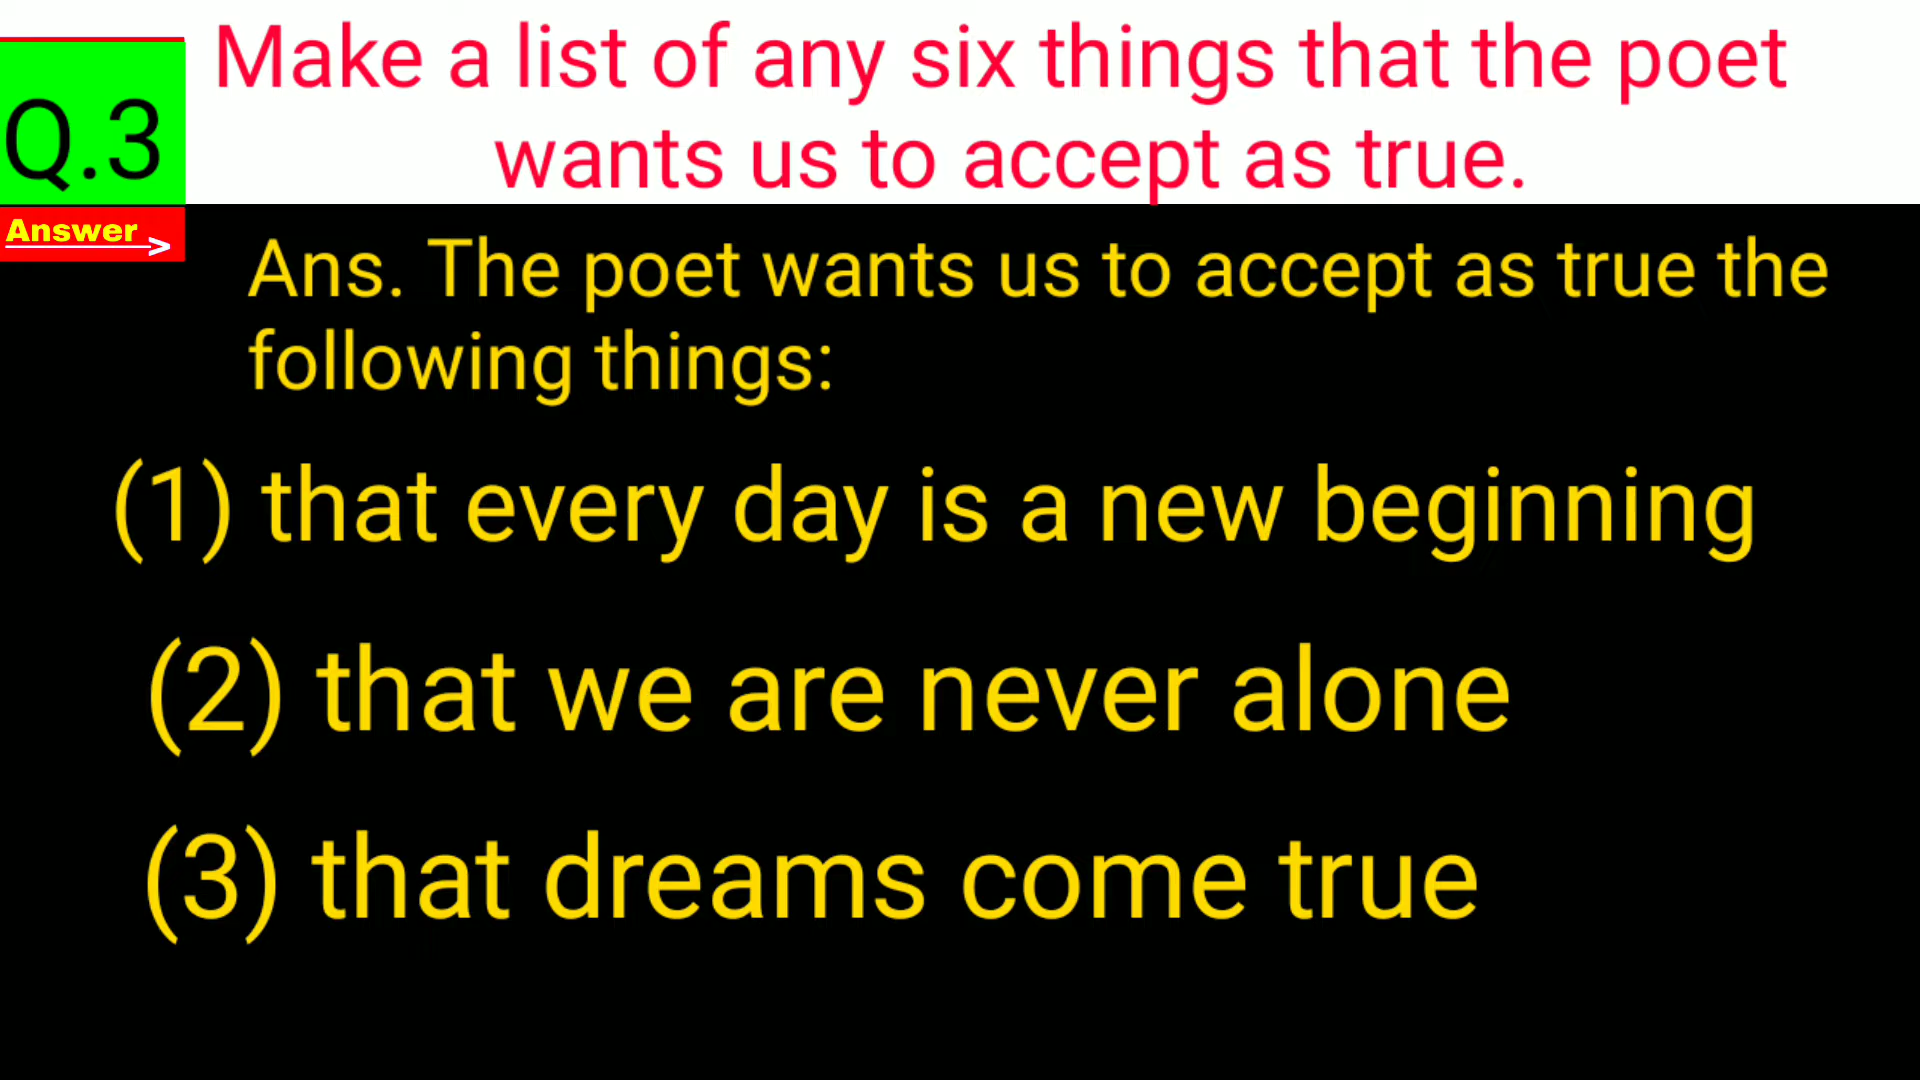 Make a list of any six things that the poet
wants us to accept as true.
Q.3
Answer
Ans. The poet wants us to accept as true the
following things:
(1) that every day is a new beginning
(2) that we are never alone
(3) that dreams come true